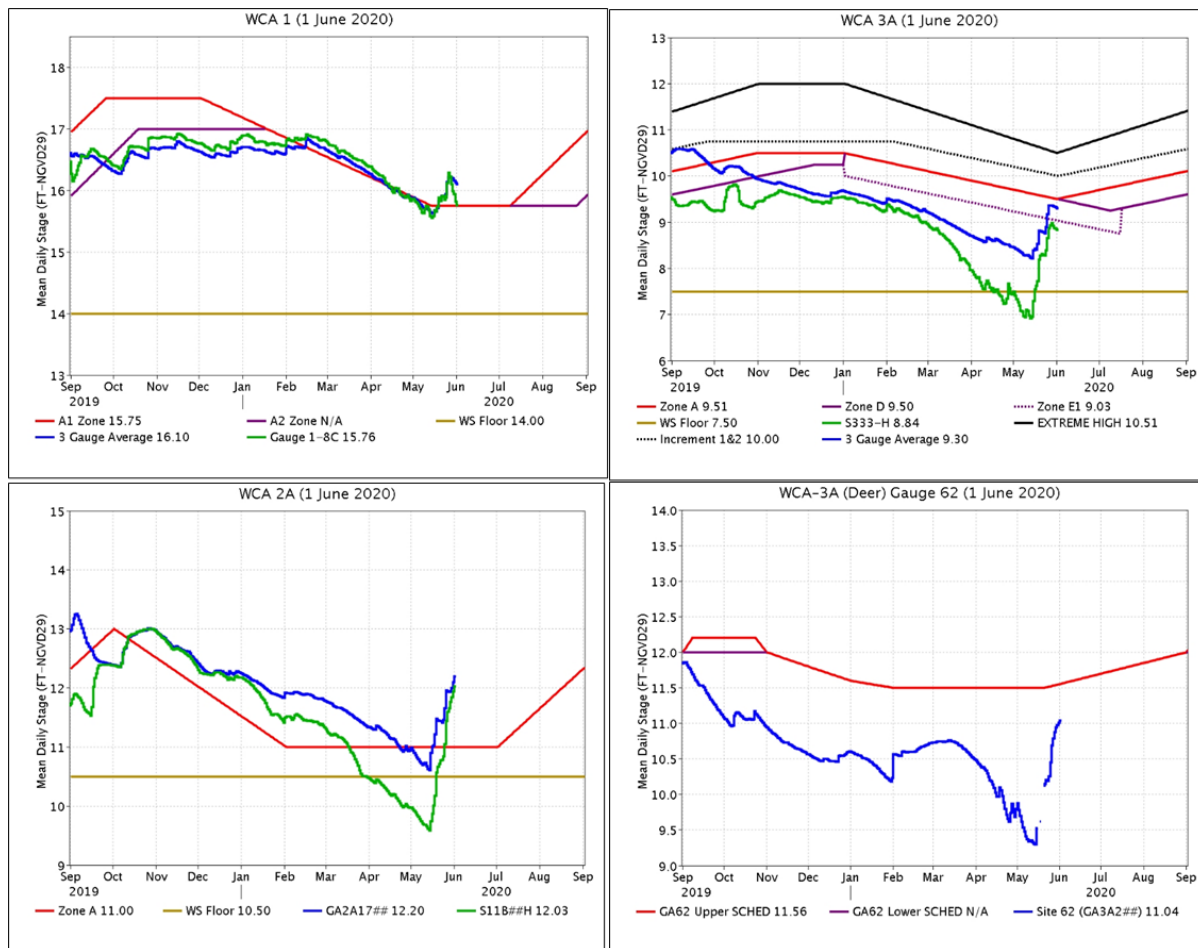 WCA 1 (1 June 2020)
Mean Daily Stage (FT-NGVD29)
18
17
16
15
14
13
Sep Oct Nov Dec Jan Feb Mar Apr May Jun Jul Aug Sep
2019 2020
A1 Zone 15.75 A2 Zone N/A WS Floor 14.00
3 Gauge Average 16.10 Gauge 1-8C 15.76
WCA 3A (1 June 2020)
Mean Daily Stage (FT-NGVD29)
13
12
11
10
9
8
7
6
Sep Oct Nov Dec Jan Feb Mar Apr May Jun Jul Aug Sep
2019 2020
Zone A 9.51 Zone D 9.50 Zone E1 9.03
WS Floor 7.50 S333-H 8.84 EXTREME HIGH 10.51
Increment 1&2 10.00 3 Gauge Average 9.30
WCA 2A (1 June 2020)
Mean Daily Stage (FT-NGVD29)
15
14
13
12
11
10
9
Sep Oct Nov Dec Jan Feb Mar Apr May Jun Jul Aug Sep
2019 2020
Zone A 11.00 WS Floor 10.50 GA2A17## 12.20 S11B##H 12.03
WCA-3A (Deer) Gauge 62 (1 June 2020)
Mean Daily Stage (FT-NGVD29)
14.0
13.5
13.0
12.5
12.0
11.5
11.0
10.5
10.0
9.5
9.0
Sep Oct Nov Dec Jan Feb Mar Apr May Jun Jul Aug Sep
2019 2020
GA62 Upper SCHED 11.56 GA62 Lower SCHED N/A Site 62 (GA3A2##) 11.04